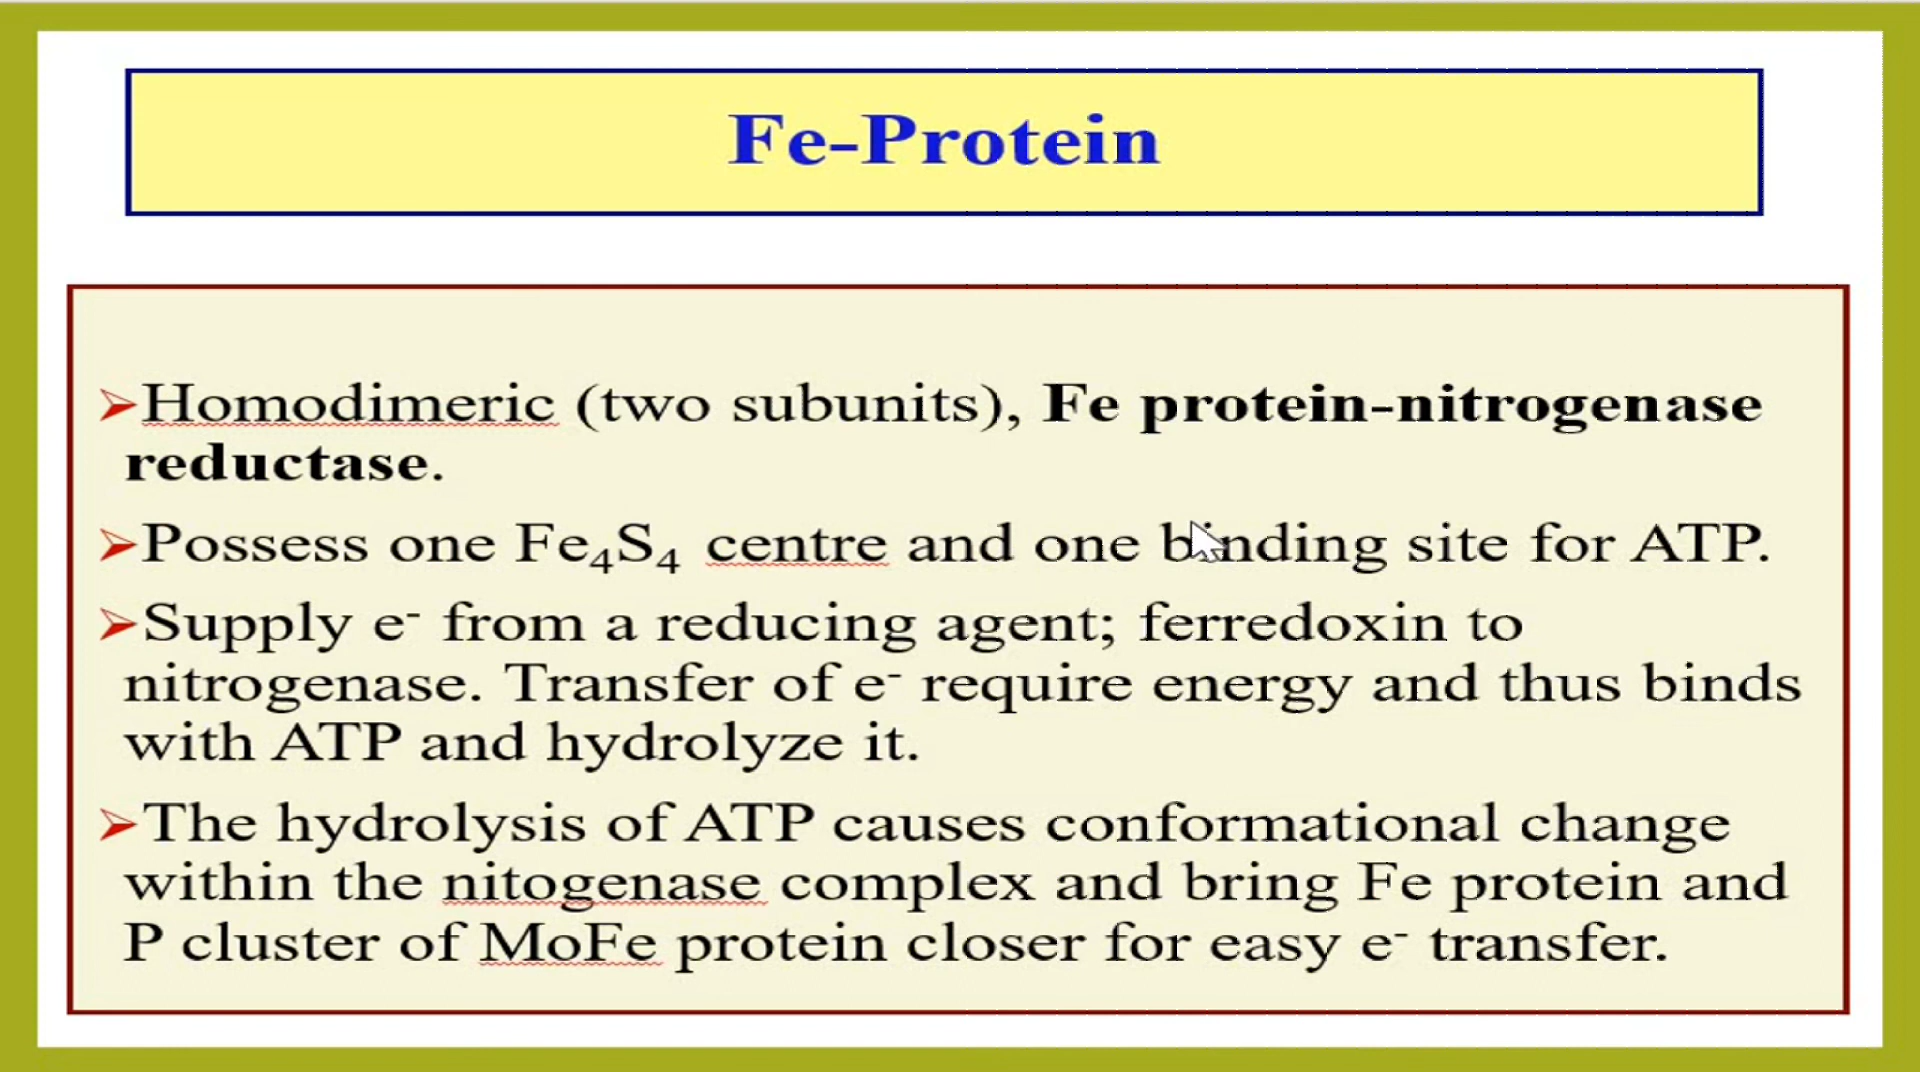 Fe-Protein
➢Homodimeric (two subunits), Fe protein-nitrogenase
reductase.
➢Possess one Fe₄S₄ centre and one binding site for ATP.
➢Supply e⁻ from a reducing agent; ferredoxin to
nitrogenase. Transfer of e⁻ require energy and thus binds
with ATP and hydrolyze it.
➢The hydrolysis of ATP causes conformational change
within the nitogenase complex and bring Fe protein and
P cluster of MoFe protein closer for easy e⁻ transfer.